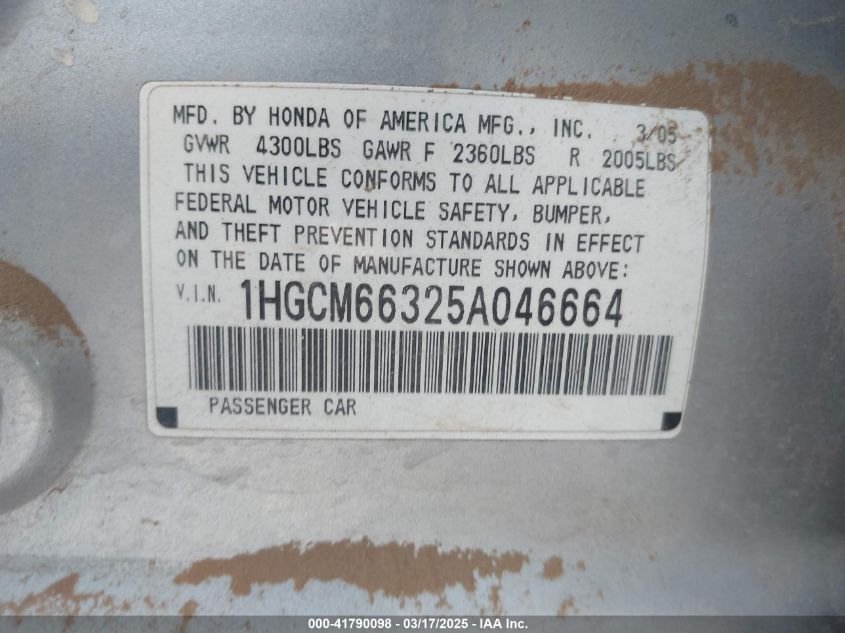 MFD. BY HONDA OF AMERICA MFG., INC. 3/05
GVWR 4300LBS GAWR F 2360LBS R 2005LBS
THIS VEHICLE CONFORMS TO ALL APPLICABLE
FEDERAL MOTOR VEHICLE SAFETY, BUMPER,
AND THEFT PREVENTION STANDARDS IN EFFECT
ON THE DATE OF MANUFACTURE SHOWN ABOVE:
V.I.N. 1HGCM66325A046664
PASSENGER CAR
000-41790098 - 03/17/2025 - IAA Inc.